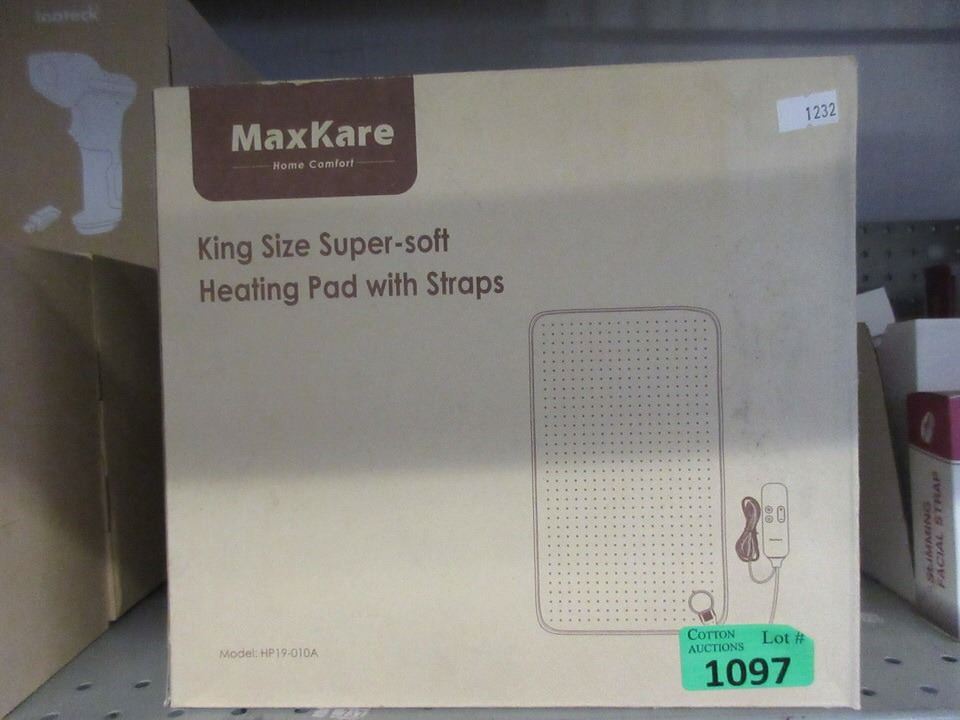 Inateck
MaxKare
Home Comfort
1232
King Size Super-soft
Heating Pad with Straps
Model: HP19-010A
COTTON
AUCTIONS
Lot #
1097
SLIMMING
FACIAL STRAP